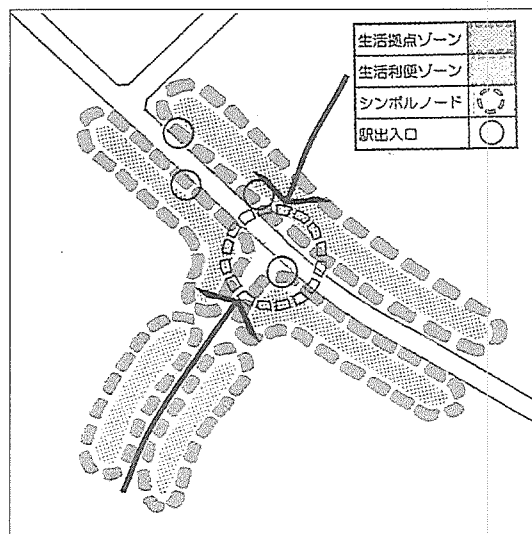 生活拠点ゾーン
生活利便ゾーン
シンボルノード
駅出入口